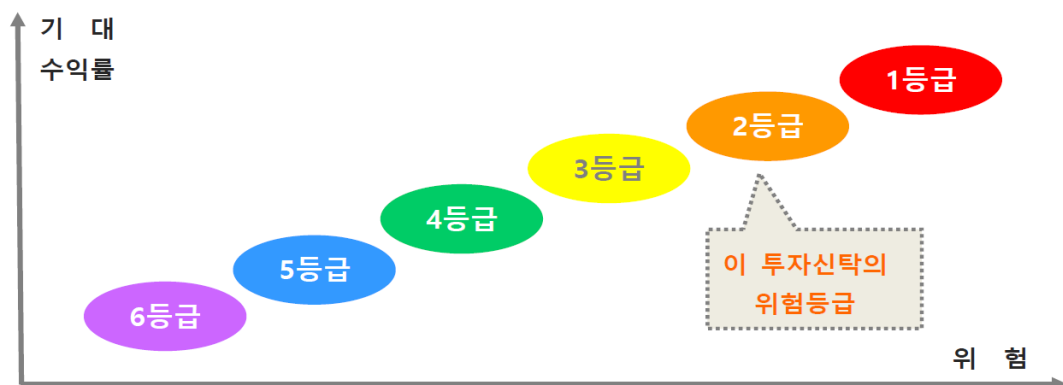 기 대
수익률
1등급
2등급
3등급
4등급
5등급
6등급
이 투자신탁의
위험등급
위 험